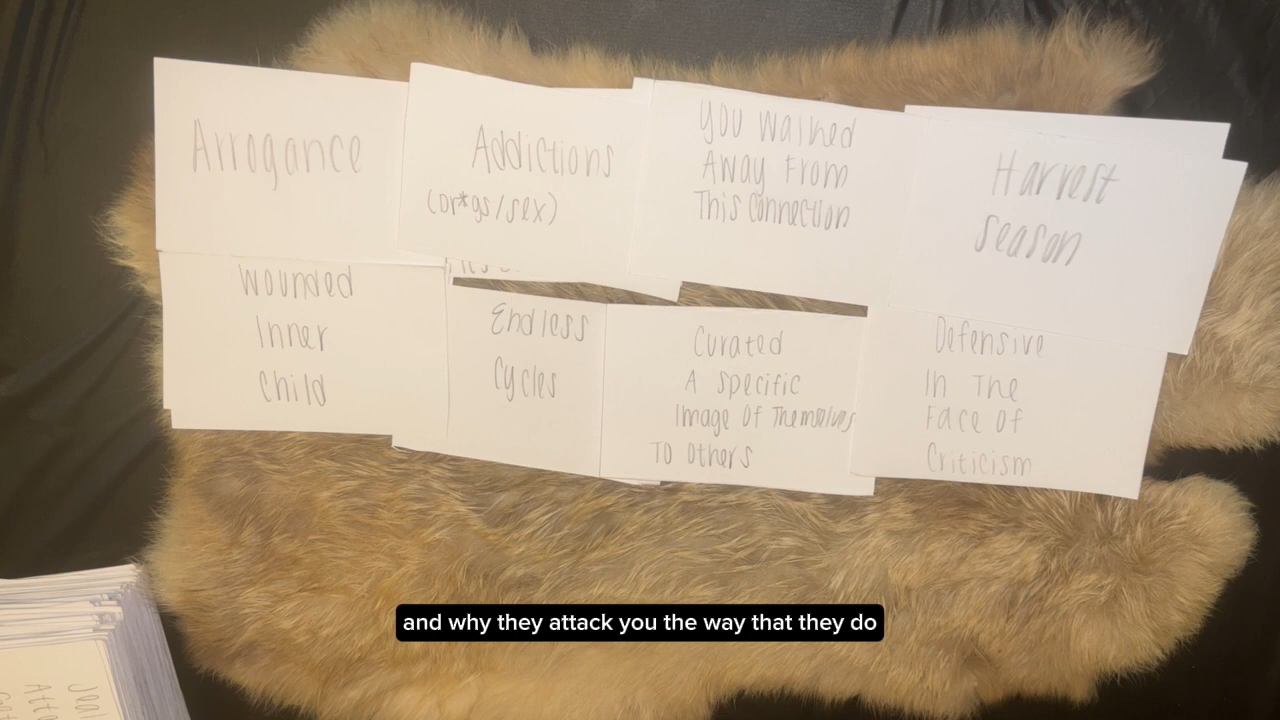 Arrogance
Addictions
(Dr*gs/sex)
You Walked
Away From
This Connection
Harvest
Season
Wounded
Inner
Child
Endless
Cycles
Curated
A Specific
Image Of Themselves
To Others
Defensive
In The
Face Of
Criticism
and why they attack you the way that they do